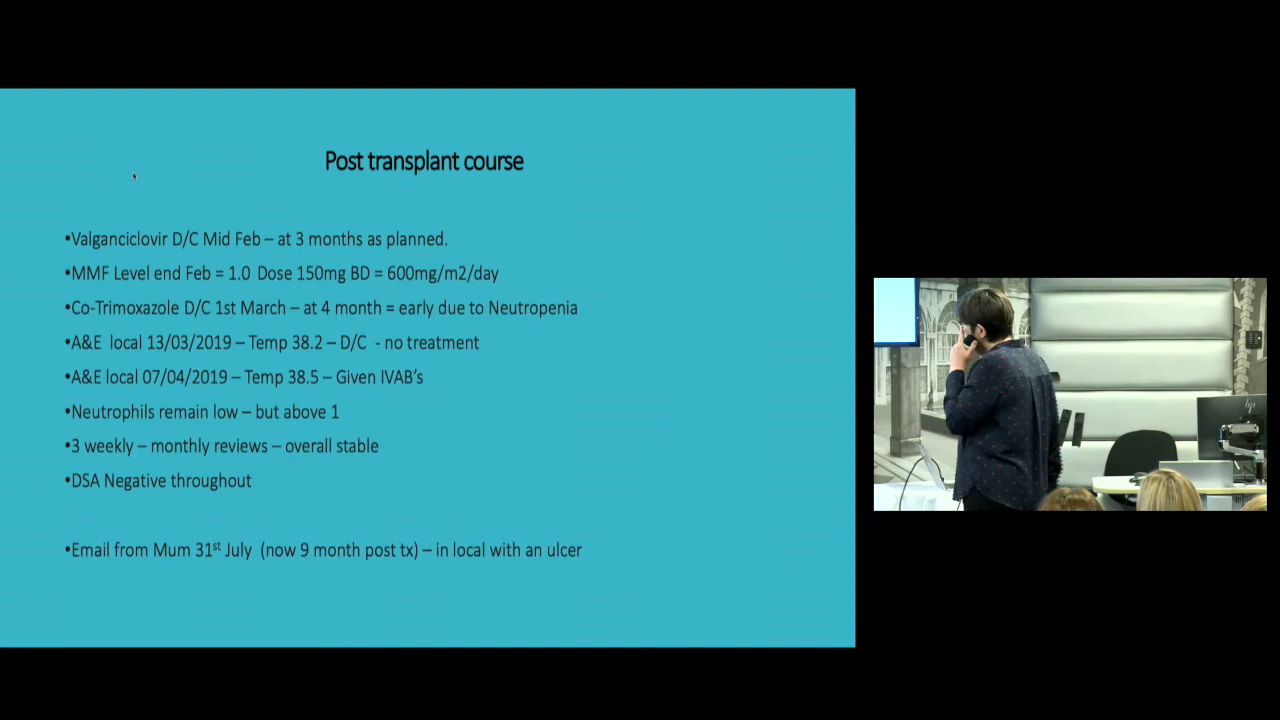 Post transplant course
•Valganciclovir D/C Mid Feb – at 3 months as planned.
•MMF Level end Feb = 1.0 Dose 150mg BD = 600mg/m2/day
•Co-Trimoxazole D/C 1st March – at 4 month = early due to Neutropenia
•A&E local 13/03/2019 – Temp 38.2 – D/C - no treatment
•A&E local 07/04/2019 – Temp 38.5 – Given IVAB's
•Neutrophils remain low – but above 1
•3 weekly – monthly reviews – overall stable
•DSA Negative throughout
•Email from Mum 31st July (now 9 month post tx) – in local with an ulcer
hp